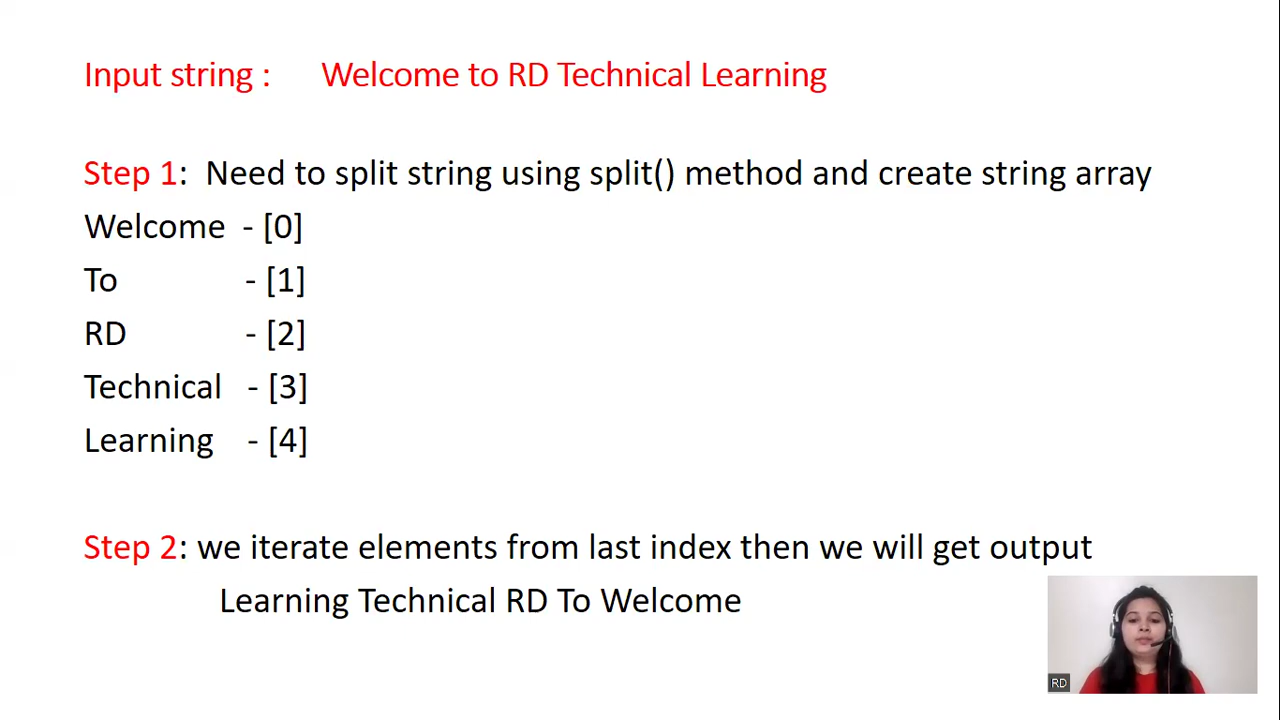 Input string : Welcome to RD Technical Learning
Step 1: Need to split string using split() method and create string array
Welcome - [0]
To - [1]
RD - [2]
Technical - [3]
Learning - [4]
Step 2: we iterate elements from last index then we will get output
Learning Technical RD To Welcome
RD